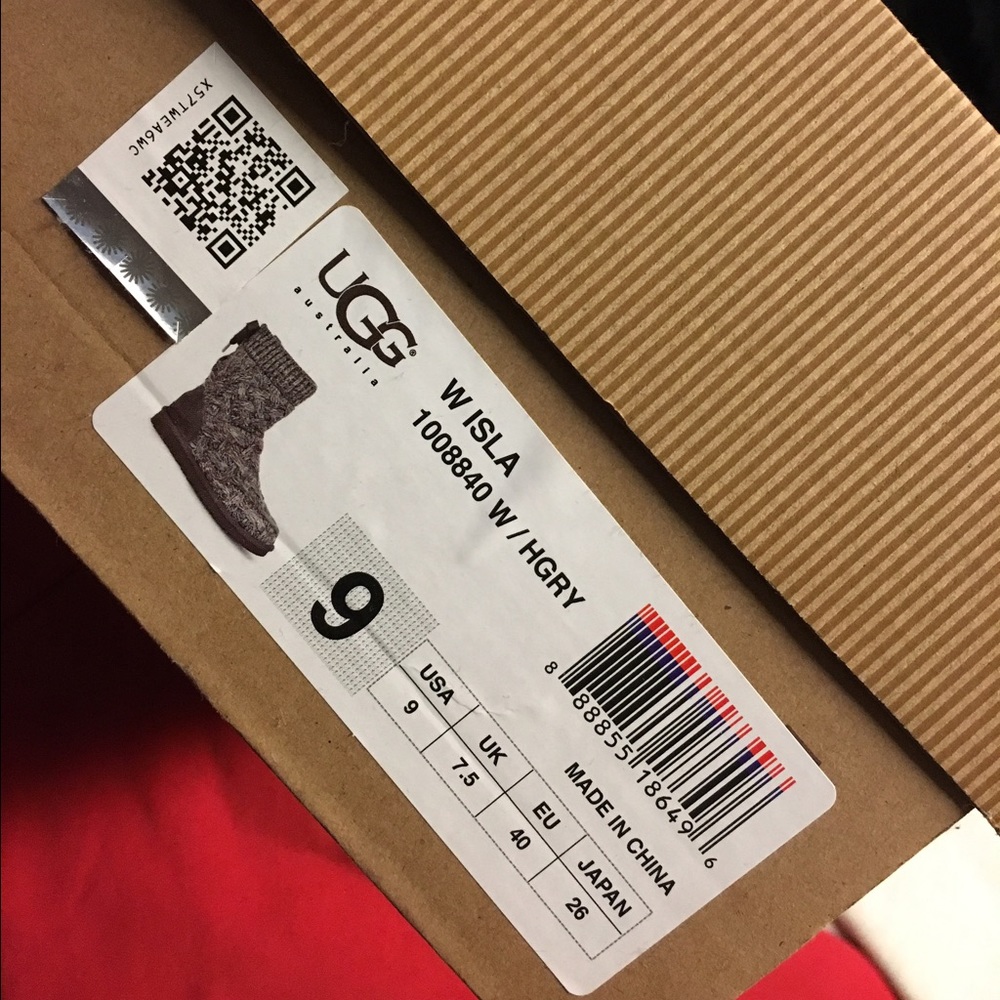 X57TWEA6WC
UGG®
australia
W ISLA
1008840 W / HGRY
9
USA UK EU JAPAN
9 7.5 40 26
8 88855 18649 6
MADE IN CHINA